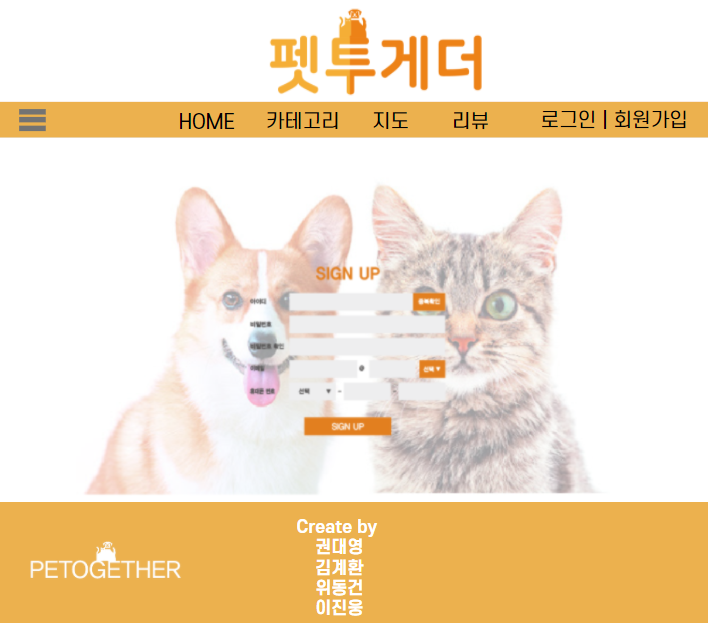 펫투게더
HOME 카테고리 지도 리뷰 로그인 | 회원가입
SIGN UP
아이디 중복확인
비밀번호
비밀번호 확인
이메일 @ 선택 ▼
휴대폰 번호 선택 ▼ - -
SIGN UP
PETOGETHER
Create by
권대영
김계환
위동건
이진웅